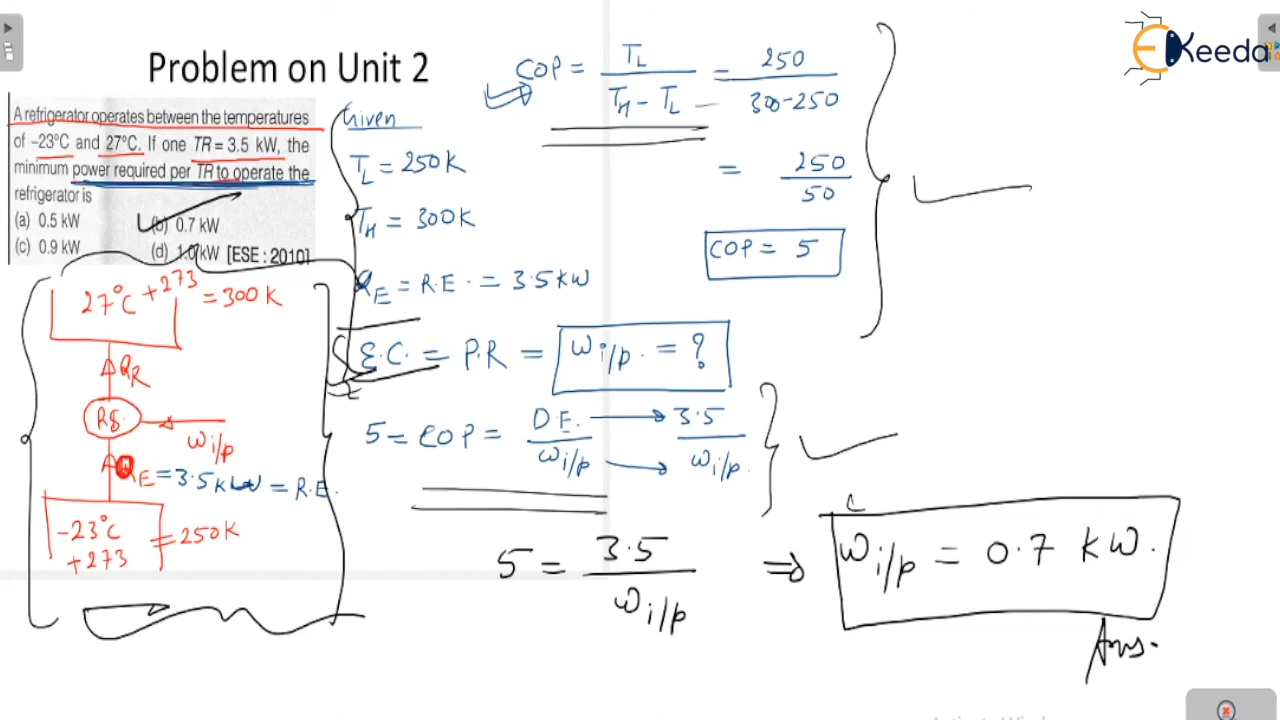 Problem on Unit 2
EKeeda
A refrigerator operates between the temperatures
of –23°C and 27°C. If one TR = 3.5 kW, the
minimum power required per TR to operate the
refrigerator is
(a) 0.5 kW (b) 0.7 kW
(c) 0.9 kW (d) 1.0 kW [ESE : 2010]
27°C +273 = 300K
QR
Rf.
Wi/p
QE = 3.5 kW = R.E.
-23°C
+273 = 250K
Given
TL = 250K
TH = 300K
QE = R.E. = 3.5 kW
E.C. = P.R = Wi/p. = ?
COP = TL / TH - TL = 250 / 300-250
= 250 / 50
COP = 5
5 = COP = D.E. / Wi/p → 3.5 / Wi/p.
5 = 3.5 / Wi/p ⇒ Wi/p = 0.7 kW.
Ans.